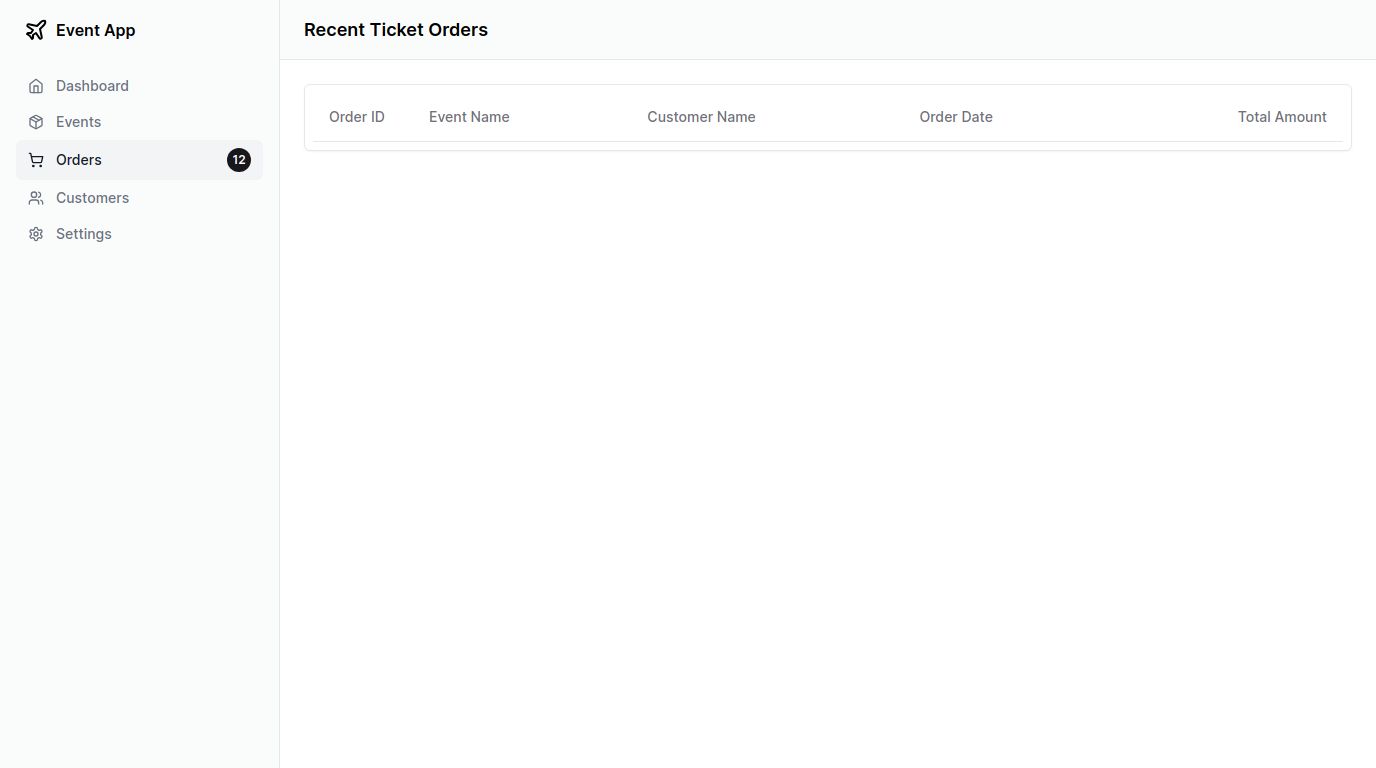 Event App
Dashboard
Events
Orders 12
Customers
Settings
Recent Ticket Orders
Order ID Event Name Customer Name Order Date Total Amount